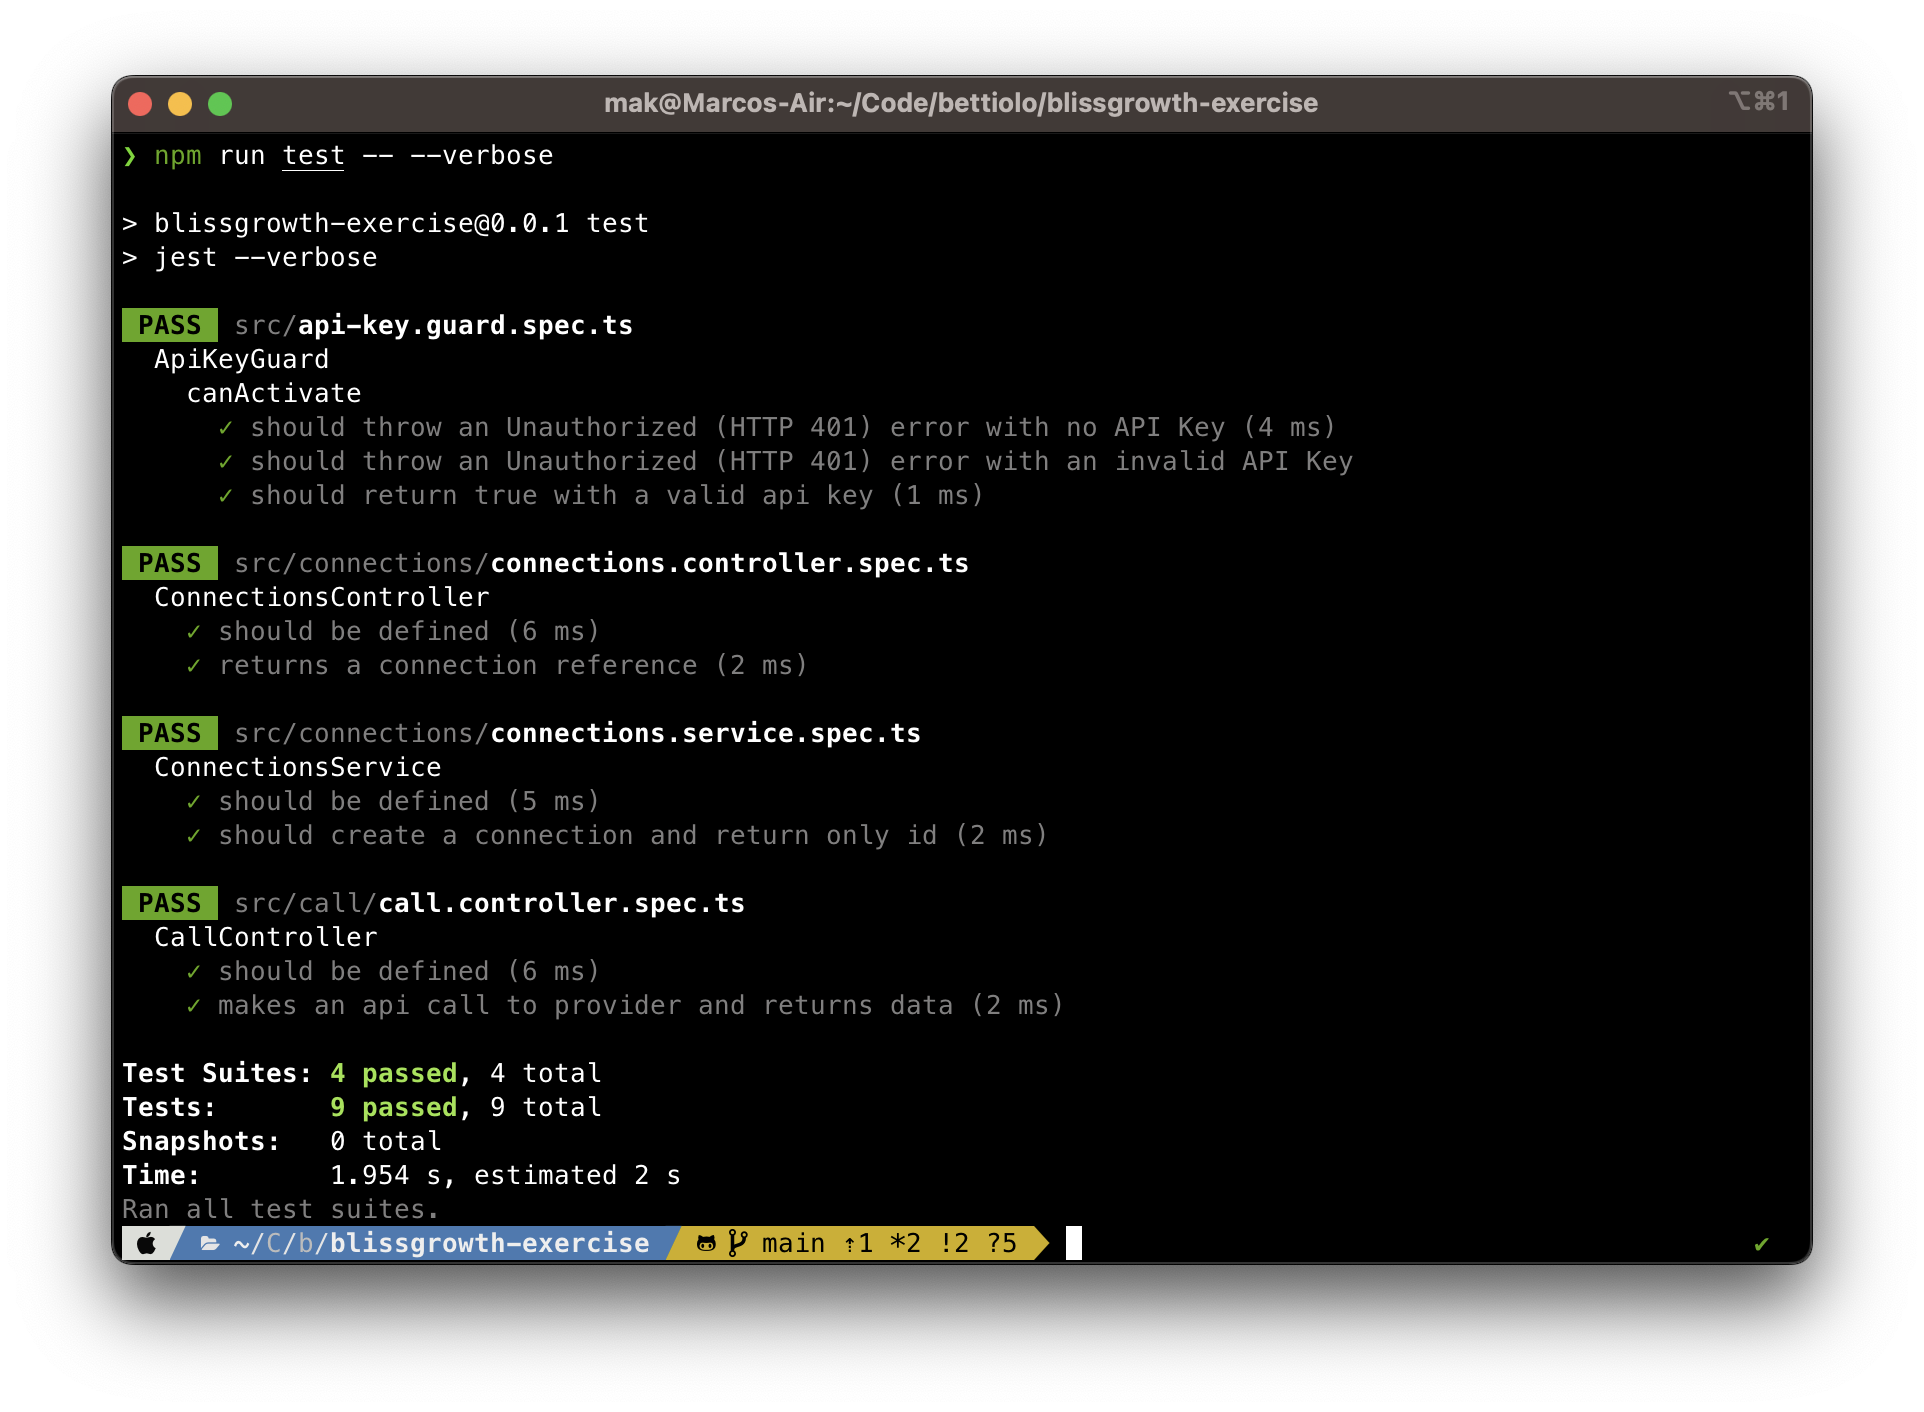 mak@Marcos-Air:~/Code/bettiolo/blissgrowth-exercise ⌥⌘1
❯ npm run test -- --verbose
> blissgrowth-exercise@0.0.1 test
> jest --verbose
PASS src/api-key.guard.spec.ts
ApiKeyGuard
canActivate
✓ should throw an Unauthorized (HTTP 401) error with no API Key (4 ms)
✓ should throw an Unauthorized (HTTP 401) error with an invalid API Key
✓ should return true with a valid api key (1 ms)
PASS src/connections/connections.controller.spec.ts
ConnectionsController
✓ should be defined (6 ms)
✓ returns a connection reference (2 ms)
PASS src/connections/connections.service.spec.ts
ConnectionsService
✓ should be defined (5 ms)
✓ should create a connection and return only id (2 ms)
PASS src/call/call.controller.spec.ts
CallController
✓ should be defined (6 ms)
✓ makes an api call to provider and returns data (2 ms)
Test Suites: 4 passed, 4 total
Tests: 9 passed, 9 total
Snapshots: 0 total
Time: 1.954 s, estimated 2 s
Ran all test suites.
~/C/b/blissgrowth-exercise main ⇡1 *2 !2 ?5 ✔